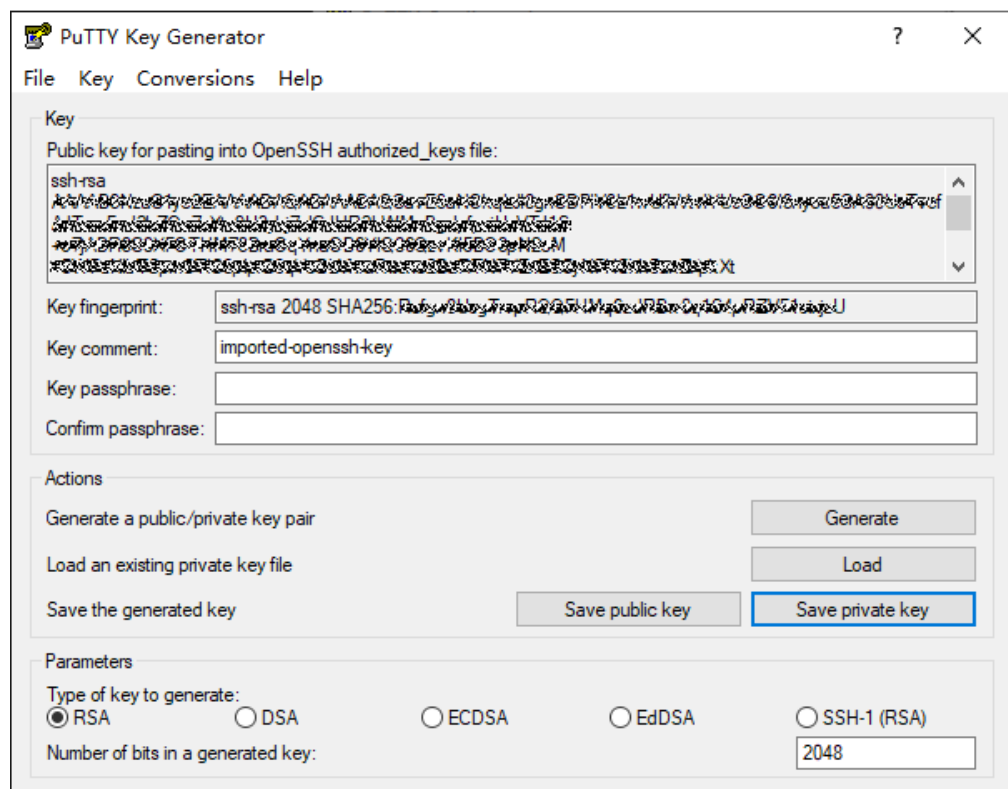 PuTTY Key Generator
? ×
File Key Conversions Help
Key
Public key for pasting into OpenSSH authorized_keys file:
ssh-rsa
Key fingerprint: ssh-rsa 2048 SHA256:
Key comment: imported-openssh-key
Key passphrase:
Confirm passphrase:
Actions
Generate a public/private key pair Generate
Load an existing private key file Load
Save the generated key Save public key Save private key
Parameters
Type of key to generate:
RSA DSA ECDSA EdDSA SSH-1 (RSA)
Number of bits in a generated key: 2048